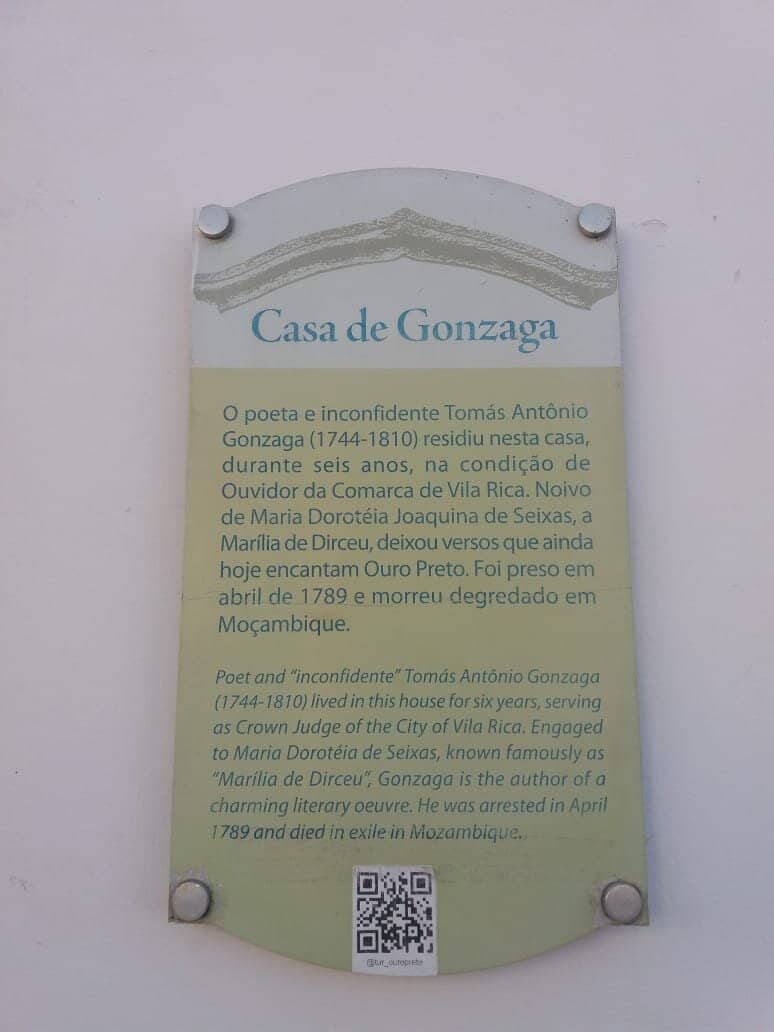 Casa de Gonzaga
O poeta e inconfidente Tomás Antônio
Gonzaga (1744-1810) residiu nesta casa,
durante seis anos, na condição de
Ouvidor da Comarca de Vila Rica. Noivo
de Maria Dorotéia Joaquina de Seixas, a
Marília de Dirceu, deixou versos que ainda
hoje encantam Ouro Preto. Foi preso em
abril de 1789 e morreu degredado em
Moçambique.
Poet and “inconfidente” Tomás Antônio Gonzaga
(1744-1810) lived in this house for six years, serving
as Crown Judge of the City of Vila Rica. Engaged
to Maria Dorotéia de Seixas, known famously as
“Marília de Dirceu”, Gonzaga is the author of a
charming literary oeuvre. He was arrested in April
1789 and died in exile in Mozambique.
@tur_ouropreto